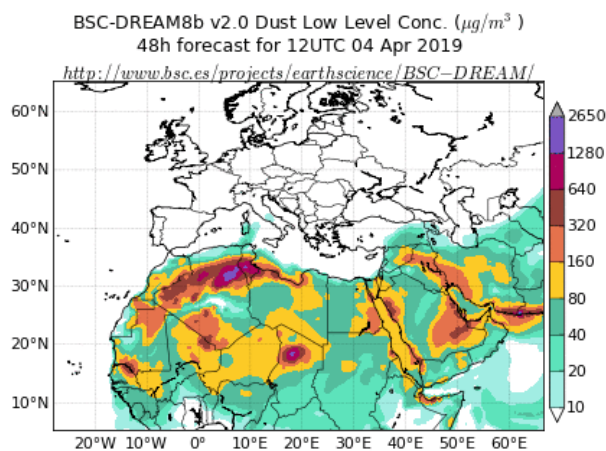 BSC-DREAM8b v2.0 Dust Low Level Conc. (μg/m³ )
48h forecast for 12UTC 04 Apr 2019
http://www.bsc.es/projects/earthscience/BSC−DREAM/
60°N
50°N
40°N
30°N
20°N
10°N
20°W
10°W
0°
10°E
20°E
30°E
40°E
50°E
60°E
2650
1280
640
320
160
80
40
20
10